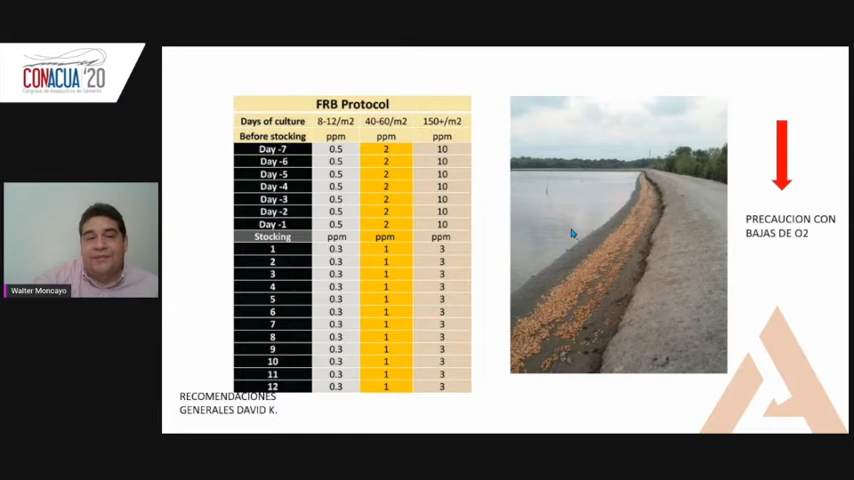 CONACUA '20
Walter Moncayo
FRB Protocol
Days of culture 8-12/m2 40-60/m2 150+/m2
Before stocking ppm ppm ppm
Day -7 0.5 2 10
Day -6 0.5 2 10
Day -5 0.5 2 10
Day -4 0.5 2 10
Day -3 0.5 2 10
Day -2 0.5 2 10
Day -1 0.5 2 10
Stocking ppm ppm ppm
1 0.3 1 3
2 0.3 1 3
3 0.3 1 3
4 0.3 1 3
5 0.3 1 3
6 0.3 1 3
7 0.3 1 3
8 0.3 1 3
9 0.3 1 3
10 0.3 1 3
11 0.3 1 3
12 0.3 1 3
RECOMENDACIONES
GENERALES DAVID K.
PRECAUCION CON
BAJAS DE O2